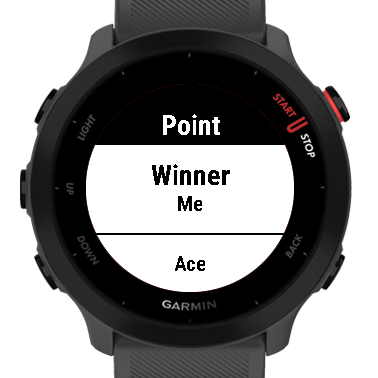 START
STOP
LIGHT
Point
Winner
Me
UP
DOWN
Ace
BACK
GARMIN